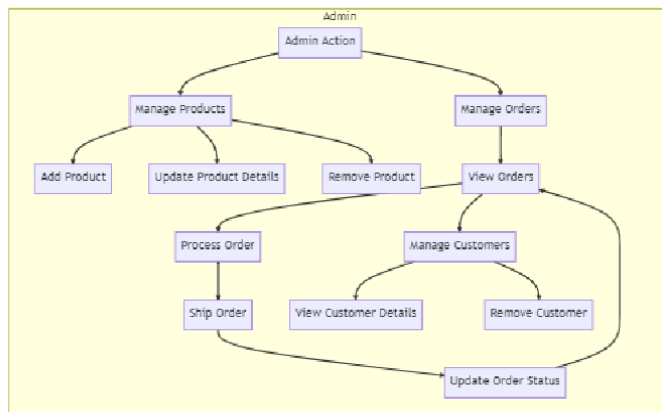 Admin
Admin Action
Manage Products
Manage Orders
Add Product
Update Product Details
Remove Product
View Orders
Process Order
Manage Customers
Ship Order
View Customer Details
Remove Customer
Update Order Status